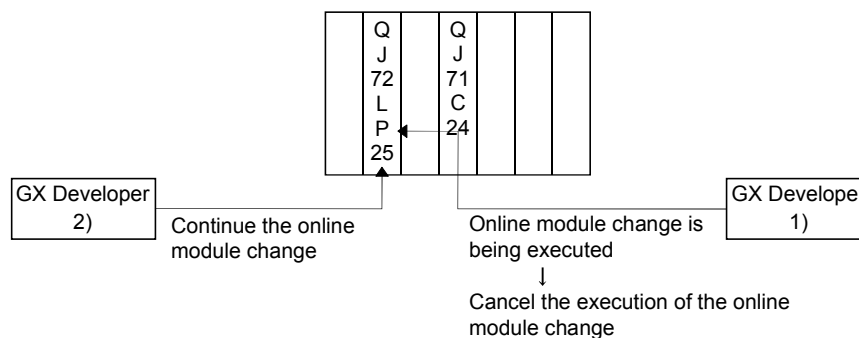 Q
J
72
L
P
25
Q
J
71
C
24
GX Developer
2)
Continue the online
module change
Online module change is
being executed
↓
Cancel the execution of the online
module change
GX Develope
1)